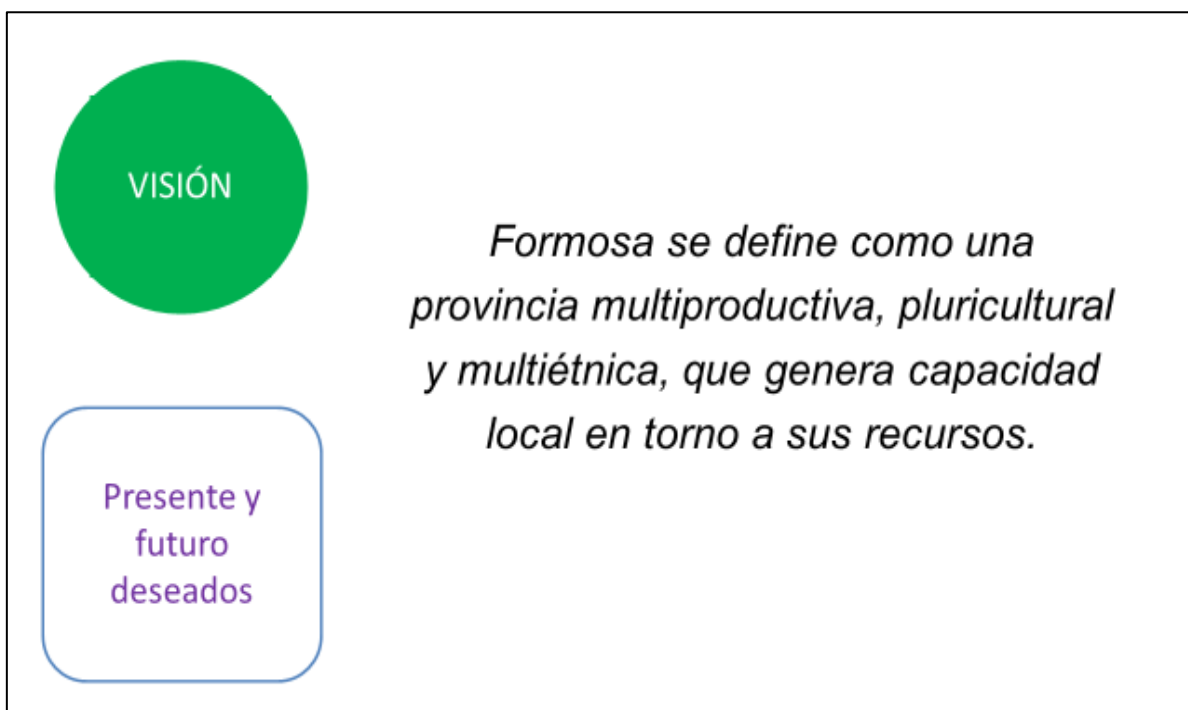 VISIÓN
Formosa se define como una
provincia multiproductiva, pluricultural
y multiétnica, que genera capacidad
local en torno a sus recursos.
Presente y
futuro
deseados